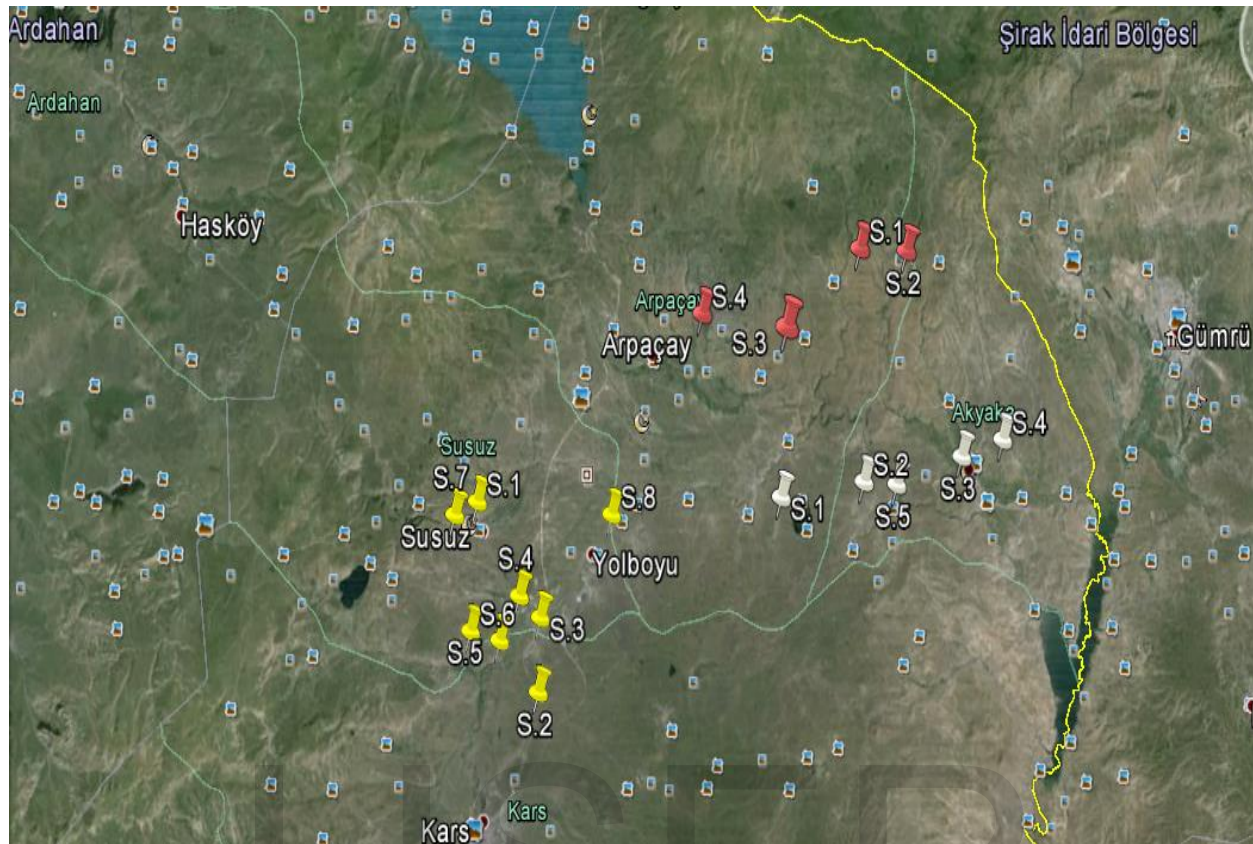 Ardahan
Şirak İdari Bölgesi
Ardahan
Hasköy
S.1
S.2
Arpaçay
S.4
Arpaçay
S.3
Gümrü
Akyaka
S.4
Susuz
S.2
S.7
S.1
S.3
S.8
S.1
S.5
Susuz
S.4
Yolboyu
S.6
S.3
S.5
S.2
Kars
Kars